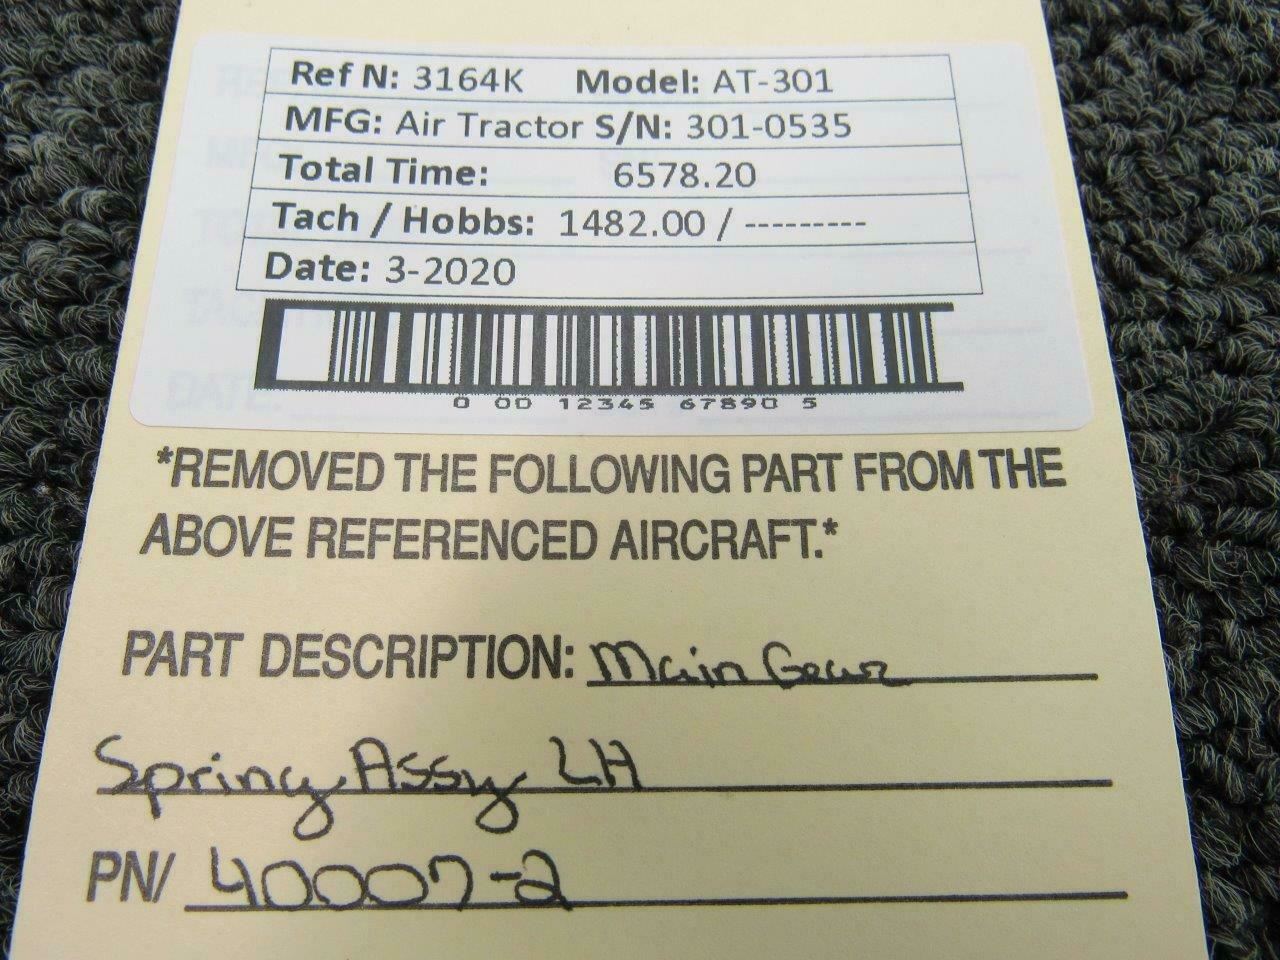 Ref N: 3164K Model: AT-301
MFG: Air Tractor S/N: 301-0535
Total Time: 6578.20
Tach / Hobbs: 1482.00 / ---------
Date: 3-2020
0 00 12345 67890 5
*REMOVED THE FOLLOWING PART FROM THE
ABOVE REFERENCED AIRCRAFT.*
PART DESCRIPTION: Main Gear
Spring Assy LH
PN/ 40007-2